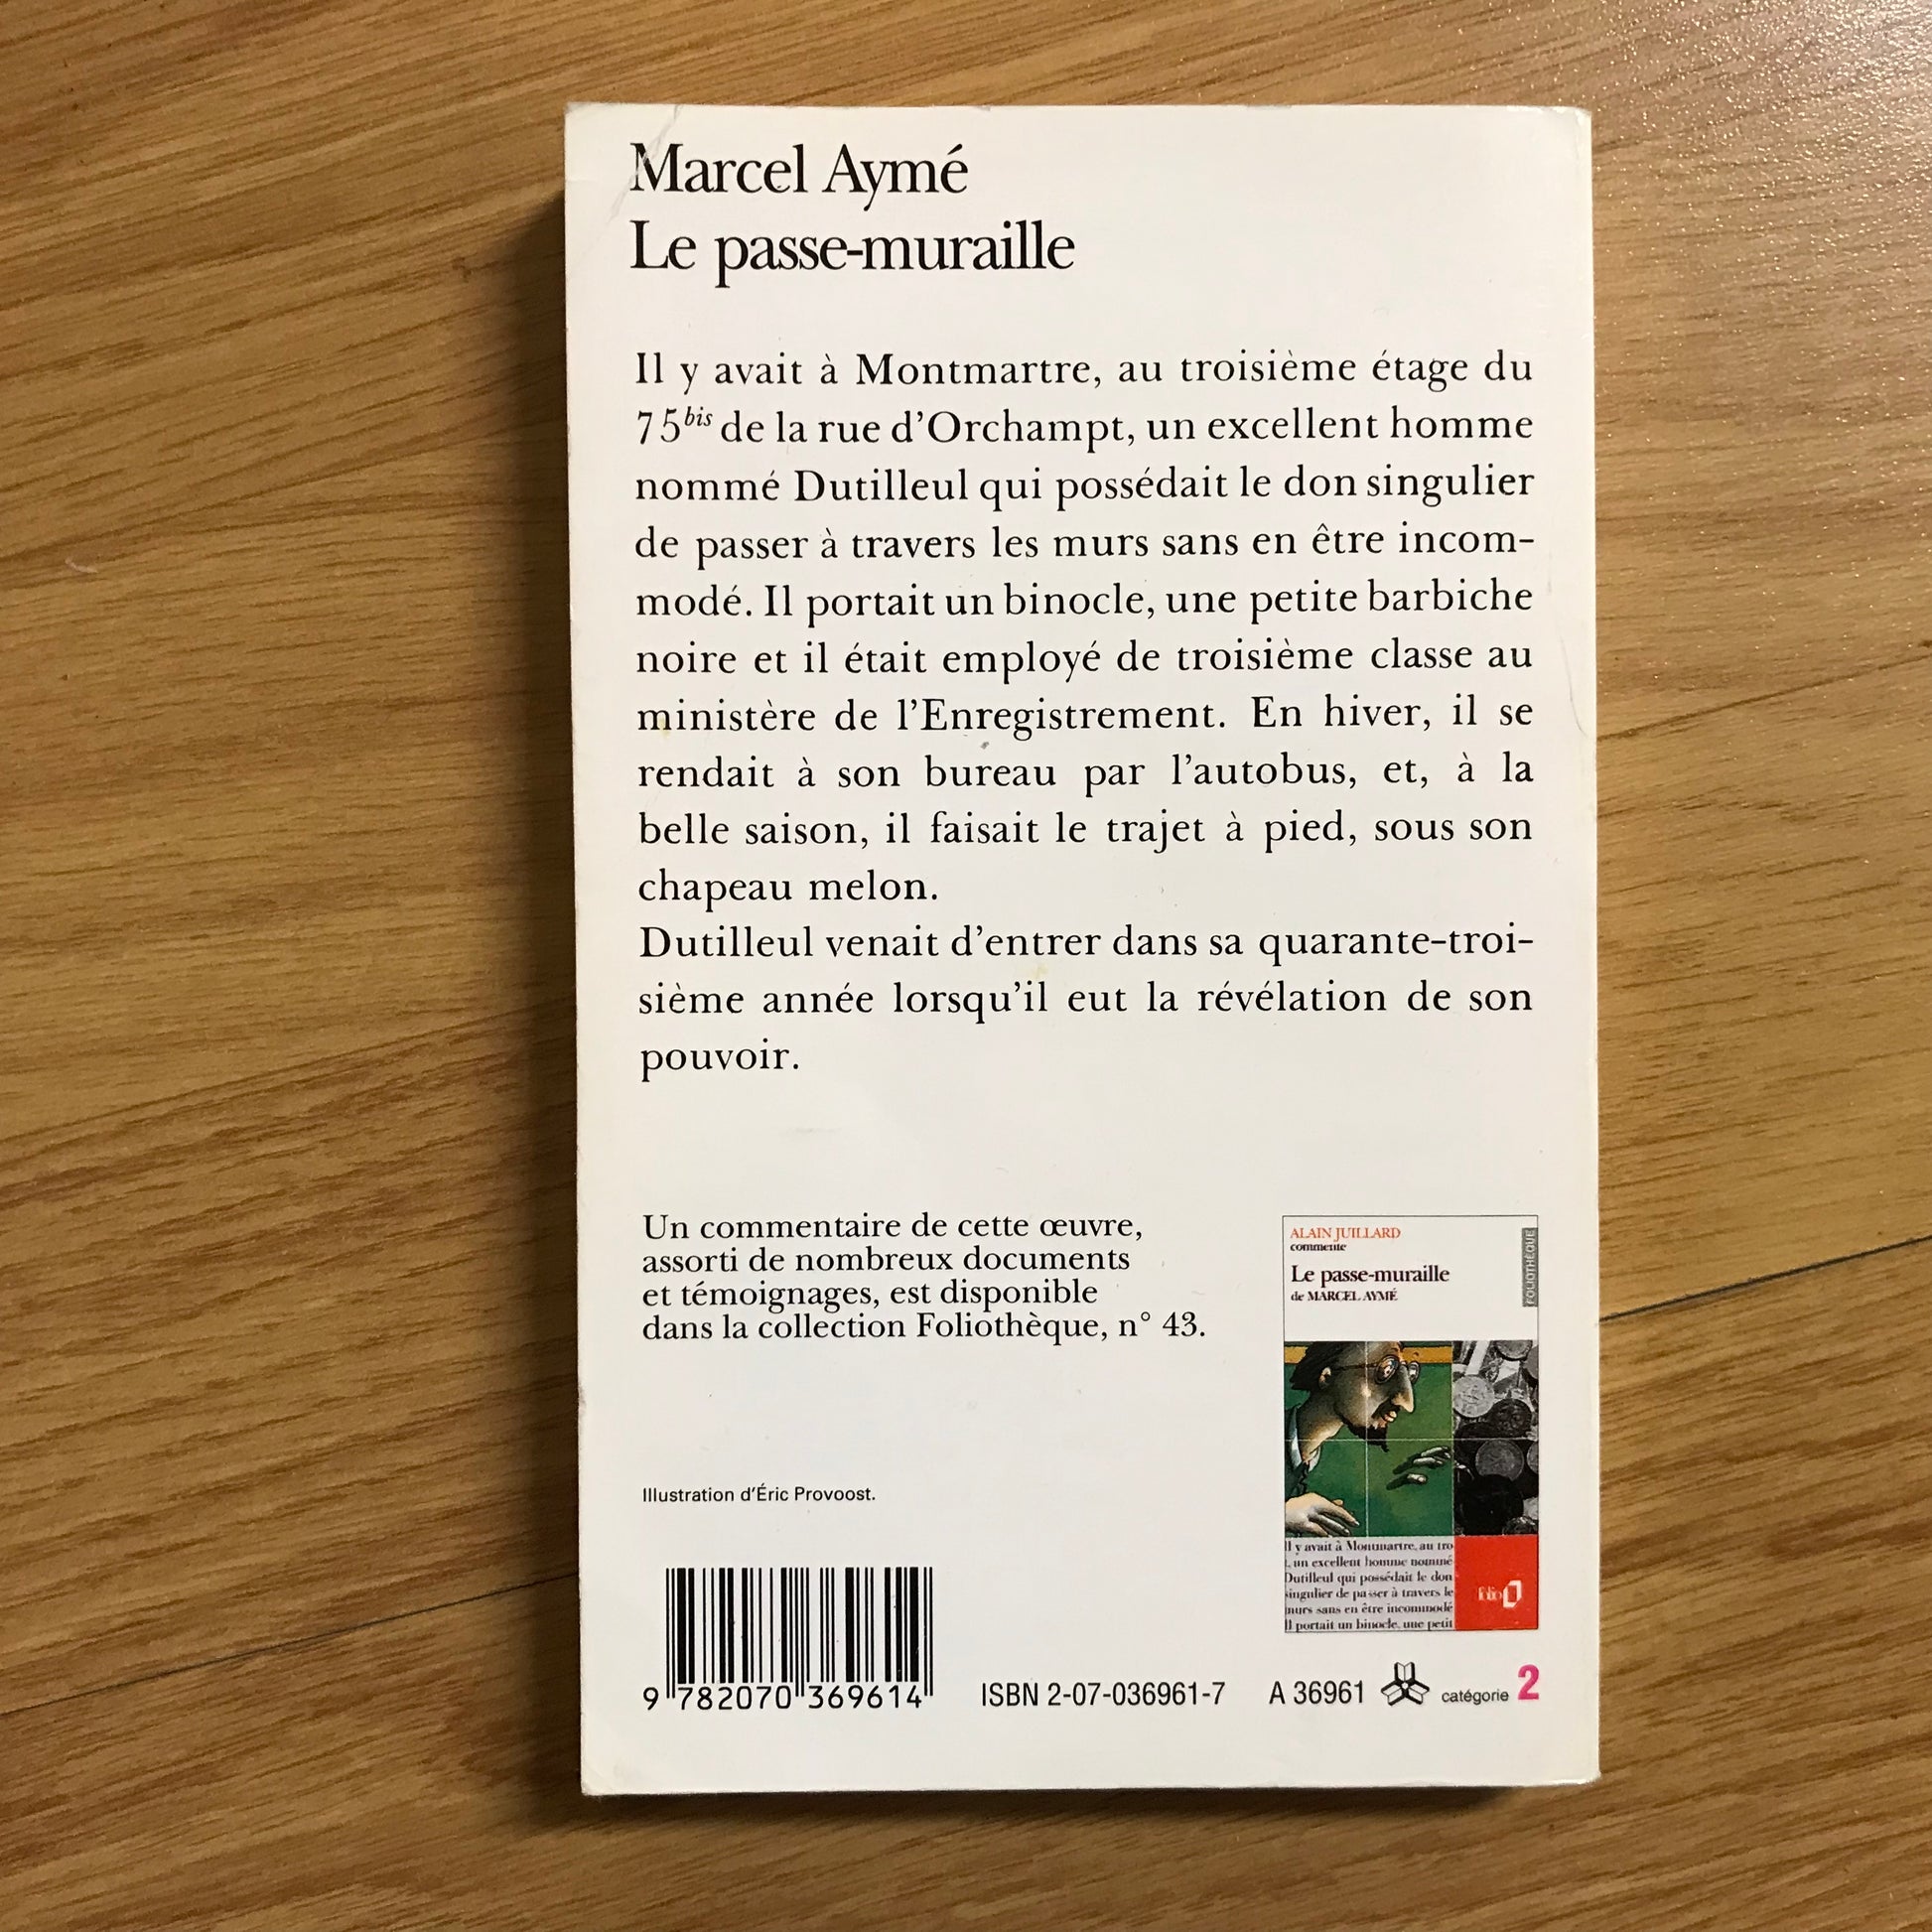 Marcel Aymé
Le passe-muraille
Il y avait à Montmartre, au troisième étage du
75bis de la rue d'Orchampt, un excellent homme
nommé Dutilleul qui possédait le don singulier
de passer à travers les murs sans en être incom-
modé. Il portait un binocle, une petite barbiche
noire et il était employé de troisième classe au
ministère de l'Enregistrement. En hiver, il se
rendait à son bureau par l'autobus, et, à la
belle saison, il faisait le trajet à pied, sous son
chapeau melon.
Dutilleul venait d'entrer dans sa quarante-troi-
sième année lorsqu'il eut la révélation de son
pouvoir.
Un commentaire de cette œuvre,
assorti de nombreux documents
et témoignages, est disponible
dans la collection Foliothèque, n° 43.
ALAIN JUILLARD
commente
Le passe-muraille
de MARCEL AYMÉ
FOLIOTHÈQUE
Il y avait à Montmartre, au tro
, un excellent homme nommé
Dutilleul qui possédait le don
singulier de passer à travers le
murs sans en être incommodé
Il portait un binocle, une petit
folio
Illustration d'Éric Provoost.
9 782070 369614
ISBN 2-07-036961-7
A 36961
catégorie 2